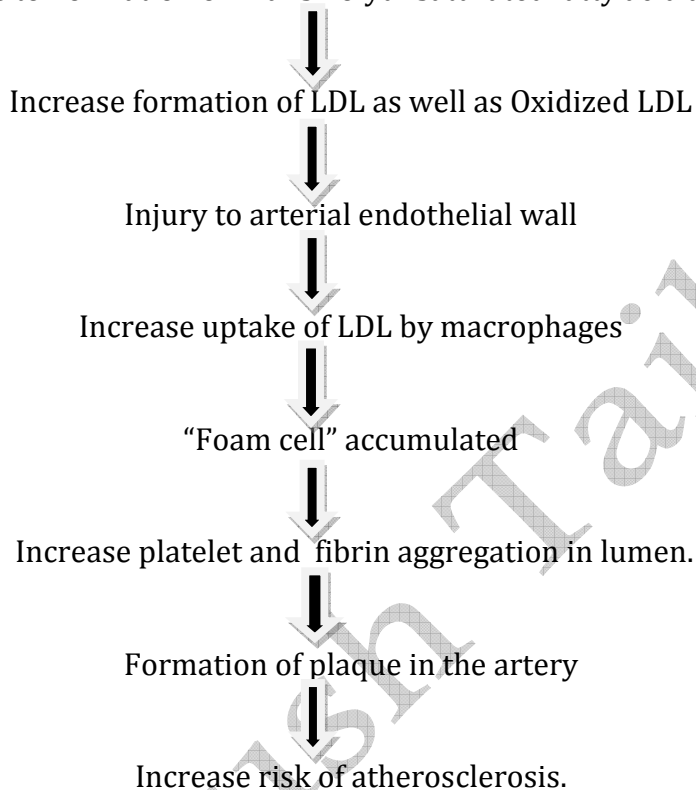 Increase formation of LDL as well as Oxidized LDL
Injury to arterial endothelial wall
Increase uptake of LDL by macrophages
“Foam cell” accumulated
Increase platelet and fibrin aggregation in lumen.
Formation of plaque in the artery
Increase risk of atherosclerosis.